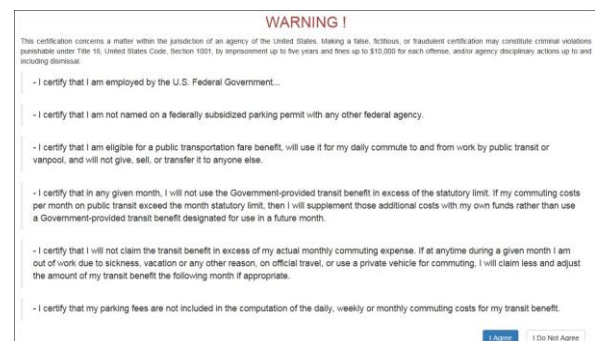 WARNING !
This certification concerns a matter within the jurisdiction of an agency of the United States. Making a false, fictitious, or fraudulent certification may constitute criminal violations
punishable under Title 18, United States Code, Section 1001, by imprisonment up to five years and fines up to $10,000 for each offense, and/or agency disciplinary actions up to and
including dismissal.
- I certify that I am employed by the U.S. Federal Government...
- I certify that I am not named on a federally subsidized parking permit with any other federal agency.
- I certify that I am eligible for a public transportation fare benefit, will use it for my daily commute to and from work by public transit or
vanpool, and will not give, sell, or transfer it to anyone else.
- I certify that in any given month, I will not use the Government-provided transit benefit in excess of the statutory limit. If my commuting costs
per month on public transit exceed the month statutory limit, then I will supplement those additional costs with my own funds rather than use
a Government-provided transit benefit designated for use in a future month.
- I certify that I will not claim the transit benefit in excess of my actual monthly commuting expense. If at anytime during a given month I am
out of work due to sickness, vacation or any other reason, on official travel, or use a private vehicle for commuting, I will claim less and adjust
the amount of my transit benefit the following month if appropriate.
- I certify that my parking fees are not included in the computation of the daily, weekly or monthly commuting costs for my transit benefit.
I Agree I Do Not Agree